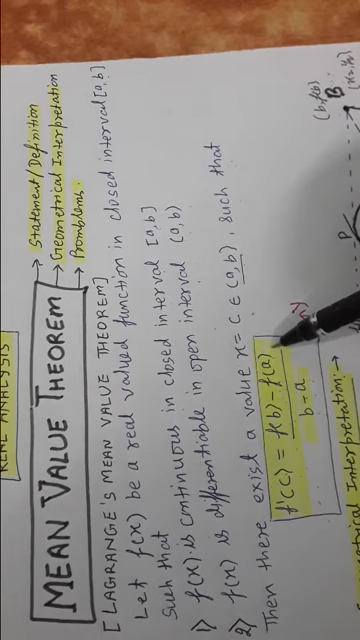 REAL ANALYSIS
MEAN VALUE THEOREM
→ Statement/Definition
→ Geometrical Interpretation
→ Bromblems.
[LAGRANGE'S MEAN VALUE THEOREM]
Let f(x) be a real valued function in closed interval [a,b]
Such that
1) f(x) is continuous in closed interval [a,b]
2) f(x) is differentiable in open interval (a,b)
Then there exist a value x = c ∈ (a,b), such that
f'(c) = f(b) - f(a) / b - a
Interpretation:→
P
B
(b, f(b))